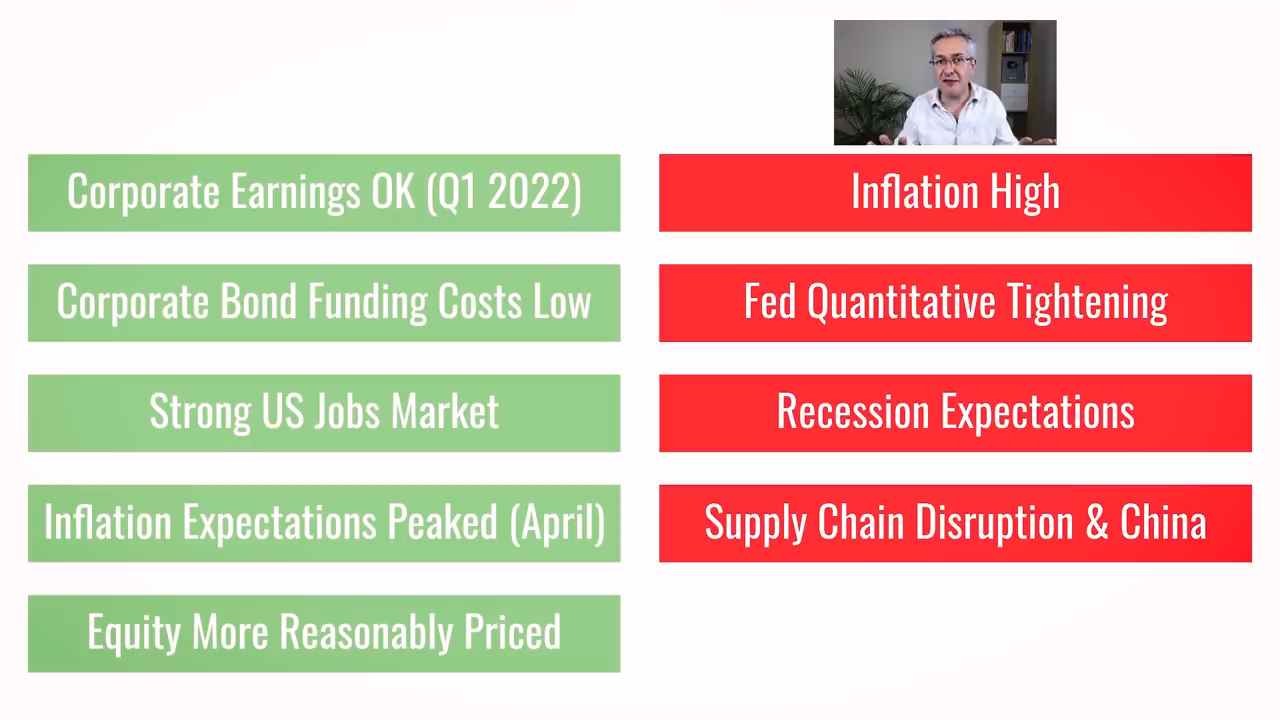 Corporate Earnings OK (Q1 2022)
Corporate Bond Funding Costs Low
Strong US Jobs Market
Inflation Expectations Peaked (April)
Equity More Reasonably Priced
Inflation High
Fed Quantitative Tightening
Recession Expectations
Supply Chain Disruption & China